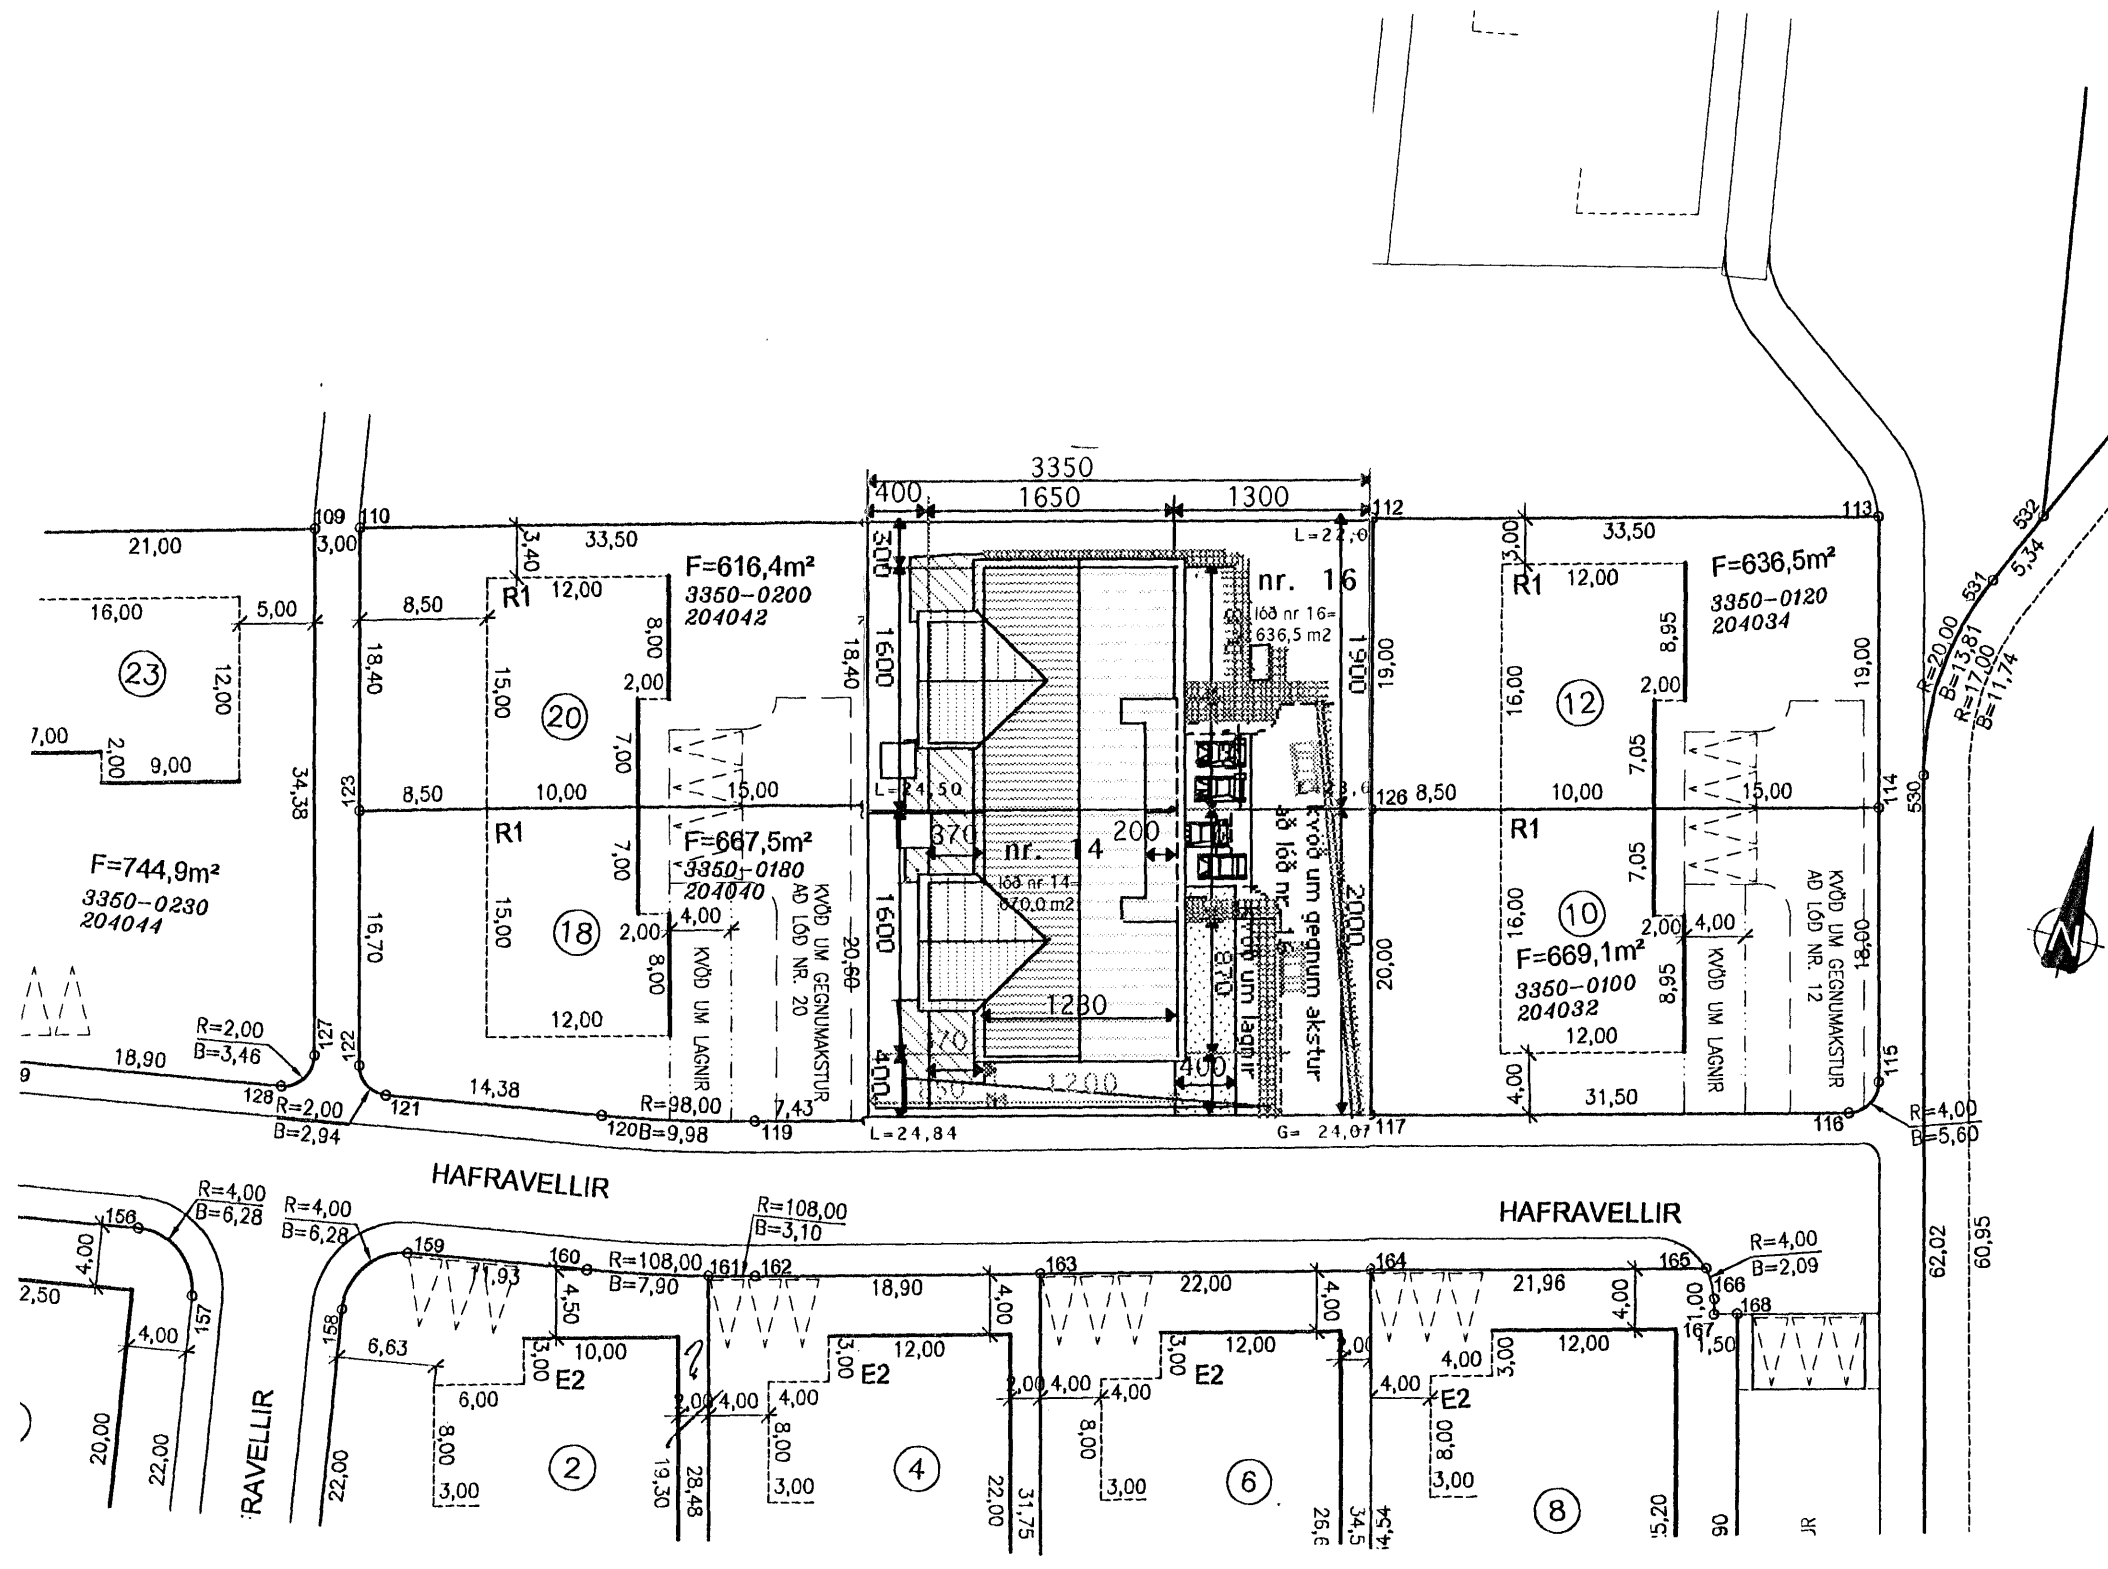 3350
400
1650
1300
109
110
3,00
21,00
33,50
3,40
F=616,4m²
3350-0200
204042
R1
12,00
16,00
5,00
8,50
8,00
18,40
18,40
23
12,00
15,00
20
2,00
7,00
7,00
2,00
9,00
34,38
123
8,50
10,00
15,00
R1
7,00
F=667,5m²
3350-0180
204040
F=744,9m²
3350-0230
204044
16,70
15,00
18
2,00
4,00
8,00
12,00
KVÖÐ UM LAGNIR
KVÖÐ UM GEGNUMAKSTUR
AÐ LÓÐ NR. 20
20,60
R=2,00
B=3,46
127
122
18,90
9
128
R=2,00
B=2,94
121
14,38
120
R=98,00
B=9,98
119
7,43
300
1600
1600
400
L=24,50
L=24,84
370
nr. 14
lóð nr 14=
670,0 m2
200
1280
1200
400
870
nr. 16
lóð nr 16=
636,5 m2
1900
2000
kvöð um gegnum akstur
að lóð nr. 16
kvöð um lagnir
G= 24,07
117
112
19,00
20,00
126
8,50
10,00
15,00
33,50
113
3,00
R1
12,00
F=636,5m²
3350-0120
204034
8,95
2,00
16,00
12
7,05
19,00
114
R1
7,05
16,00
10
2,00
4,00
F=669,1m²
3350-0100
204032
8,95
12,00
4,00
31,50
KVÖÐ UM LAGNIR
KVÖÐ UM GEGNUMAKSTUR
AÐ LÓÐ NR. 12
18,00
115
116
R=4,00
B=5,60
532
5,34
531
R=20,00
B=13,81
R=17,00
B=11,74
530
N
62,02
60,95
HAFRAVELLIR
HAFRAVELLIR
156
R=4,00
B=6,28
4,00
2,50
157
4,00
20,00
22,00
RAVELLIR
R=4,00
B=6,28
159
158
6,63
22,00
160
4,50
R=108,00
B=7,90
R=108,00
B=3,10
161
162
3,00
10,00
E2
6,00
8,00
3,00
2
2,00
4,00
19,30
28,48
18,90
4,00
3,00
12,00
E2
4,00
8,00
3,00
4
22,00
31,75
163
22,00
4,00
4,00
3,00
12,00
E2
4,00
8,00
3,00
6
164
21,96
4,00
4,00
4,00
3,00
12,00
E2
8,00
3,00
8
165
R=4,00
B=2,09
166
1,00
167
168
1,50